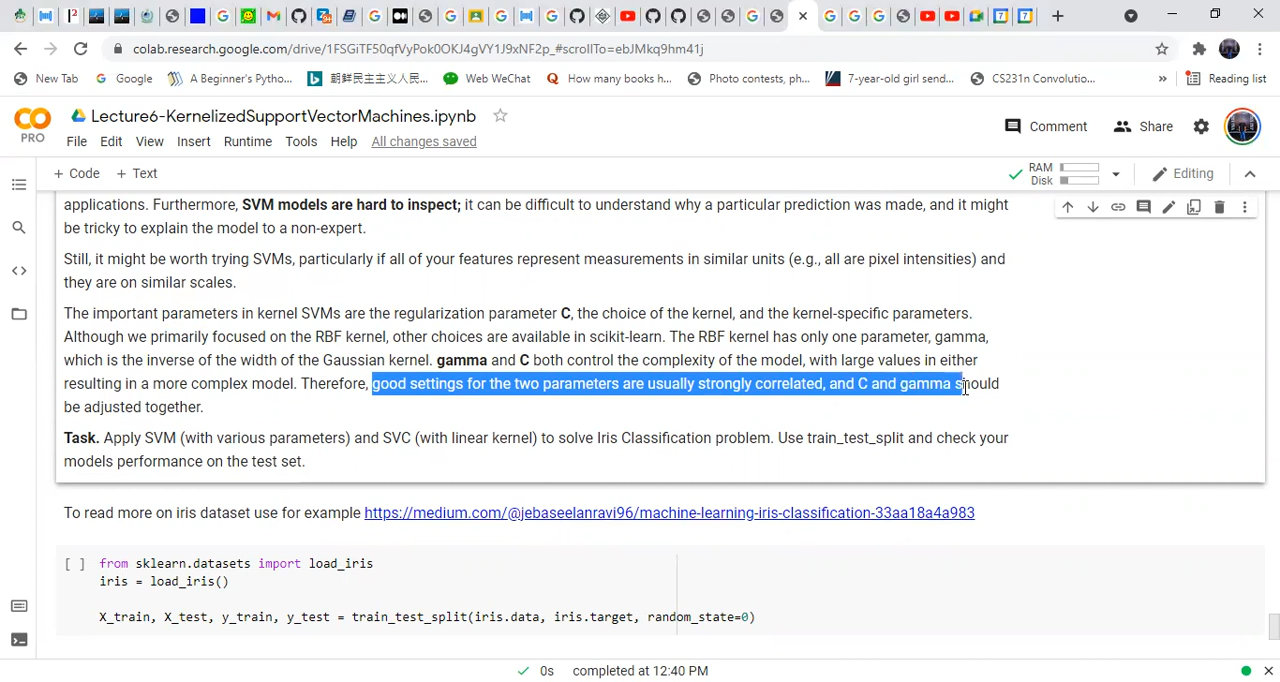 colab.research.google.com/drive/1FSGiTF50qfVyPok0OKJ4gVY1J9xNF2p_#scrollTo=ebJMkq9hm41j
New Tab
Google
A Beginner's Pytho...
朝鮮民主主义人民...
Web WeChat
How many books h...
Photo contests, ph...
7-year-old girl send...
CS231n Convolutio...
»
Reading list
CO
PRO
Lecture6-KernelizedSupportVectorMachines.ipynb
Comment
Share
File Edit View Insert Runtime Tools Help All changes saved
+ Code + Text
RAM
Disk
Editing
applications. Furthermore, SVM models are hard to inspect; it can be difficult to understand why a particular prediction was made, and it might
be tricky to explain the model to a non-expert.
Still, it might be worth trying SVMs, particularly if all of your features represent measurements in similar units (e.g., all are pixel intensities) and
they are on similar scales.
The important parameters in kernel SVMs are the regularization parameter C, the choice of the kernel, and the kernel-specific parameters.
Although we primarily focused on the RBF kernel, other choices are available in scikit-learn. The RBF kernel has only one parameter, gamma,
which is the inverse of the width of the Gaussian kernel. gamma and C both control the complexity of the model, with large values in either
resulting in a more complex model. Therefore, good settings for the two parameters are usually strongly correlated, and C and gamma should
be adjusted together.
Task. Apply SVM (with various parameters) and SVC (with linear kernel) to solve Iris Classification problem. Use train_test_split and check your
models performance on the test set.
To read more on iris dataset use for example https://medium.com/@jebaseelanravi96/machine-learning-iris-classification-33aa18a4a983
[ ] from sklearn.datasets import load_iris
iris = load_iris()
X_train, X_test, y_train, y_test = train_test_split(iris.data, iris.target, random_state=0)
0s completed at 12:40 PM